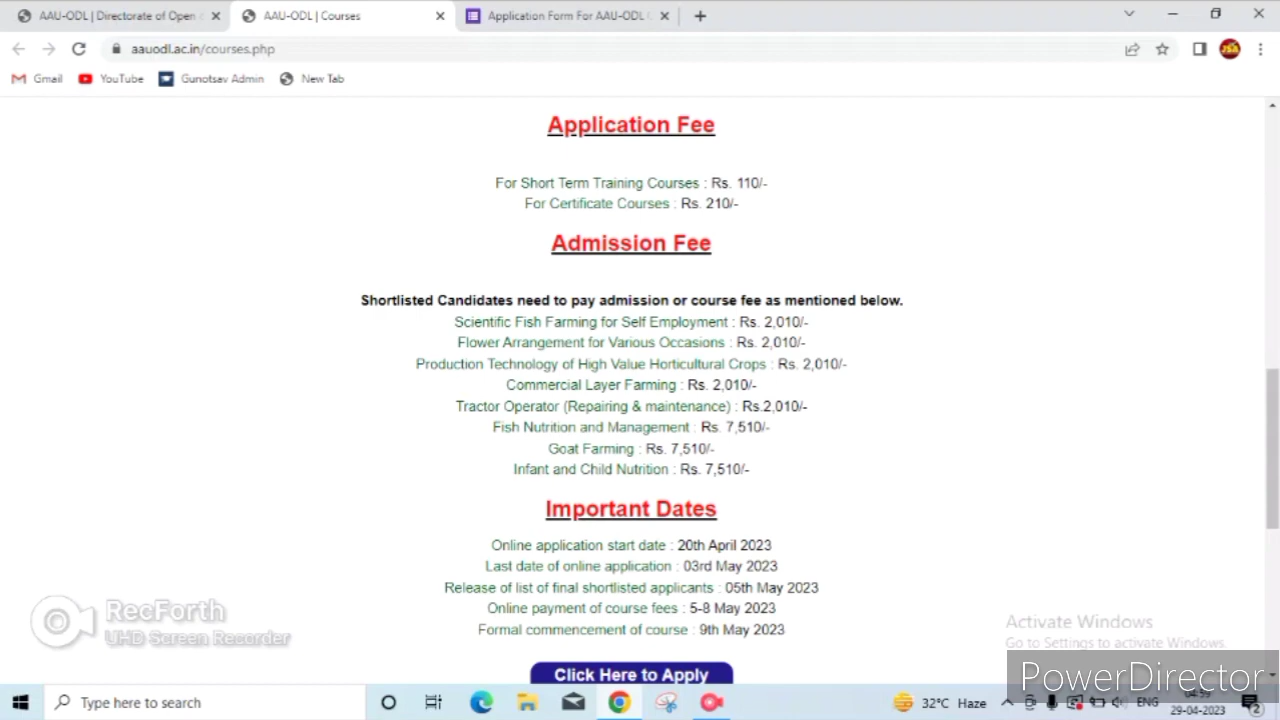 AAU-ODL | Directorate of Open
AAU-ODL | Courses
Application Form For AAU-ODL
aauodl.ac.in/courses.php
Gmail
YouTube
Gunotsav Admin
New Tab
Application Fee
For Short Term Training Courses : Rs. 110/-
For Certificate Courses : Rs. 210/-
Admission Fee
Shortlisted Candidates need to pay admission or course fee as mentioned below.
Scientific Fish Farming for Self Employment : Rs. 2,010/-
Flower Arrangement for Various Occasions : Rs. 2,010/-
Production Technology of High Value Horticultural Crops : Rs. 2,010/-
Commercial Layer Farming : Rs. 2,010/-
Tractor Operator (Repairing & maintenance) : Rs.2,010/-
Fish Nutrition and Management : Rs. 7,510/-
Goat Farming : Rs. 7,510/-
Infant and Child Nutrition : Rs. 7,510/-
Important Dates
Online application start date : 20th April 2023
Last date of online application : 03rd May 2023
Release of list of final shortlisted applicants : 05th May 2023
Online payment of course fees : 5-8 May 2023
Formal commencement of course : 9th May 2023
Click Here to Apply
RecForth
UHD Screen Recorder
Activate Windows
Go to Settings to activate Windows.
PowerDirector
Type here to search
32°C Haze
ENG
29-04-2023
2